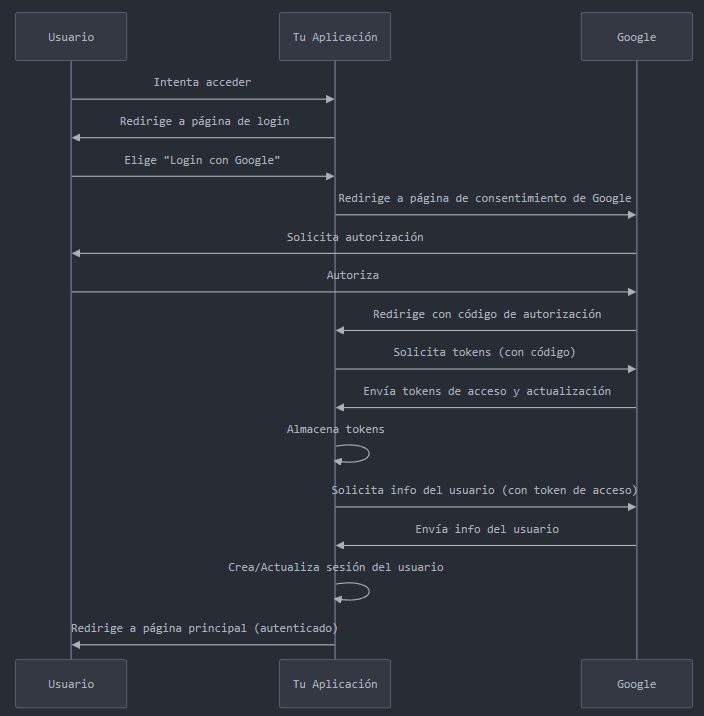 Usuario
Tu Aplicación
Google
Intenta acceder
Redirige a página de login
Elige "Login con Google"
Redirige a página de consentimiento de Google
Solicita autorización
Autoriza
Redirige con código de autorización
Solicita tokens (con código)
Envía tokens de acceso y actualización
Almacena tokens
Solicita info del usuario (con token de acceso)
Envía info del usuario
Crea/Actualiza sesión del usuario
Redirige a página principal (autenticado)
Usuario
Tu Aplicación
Google